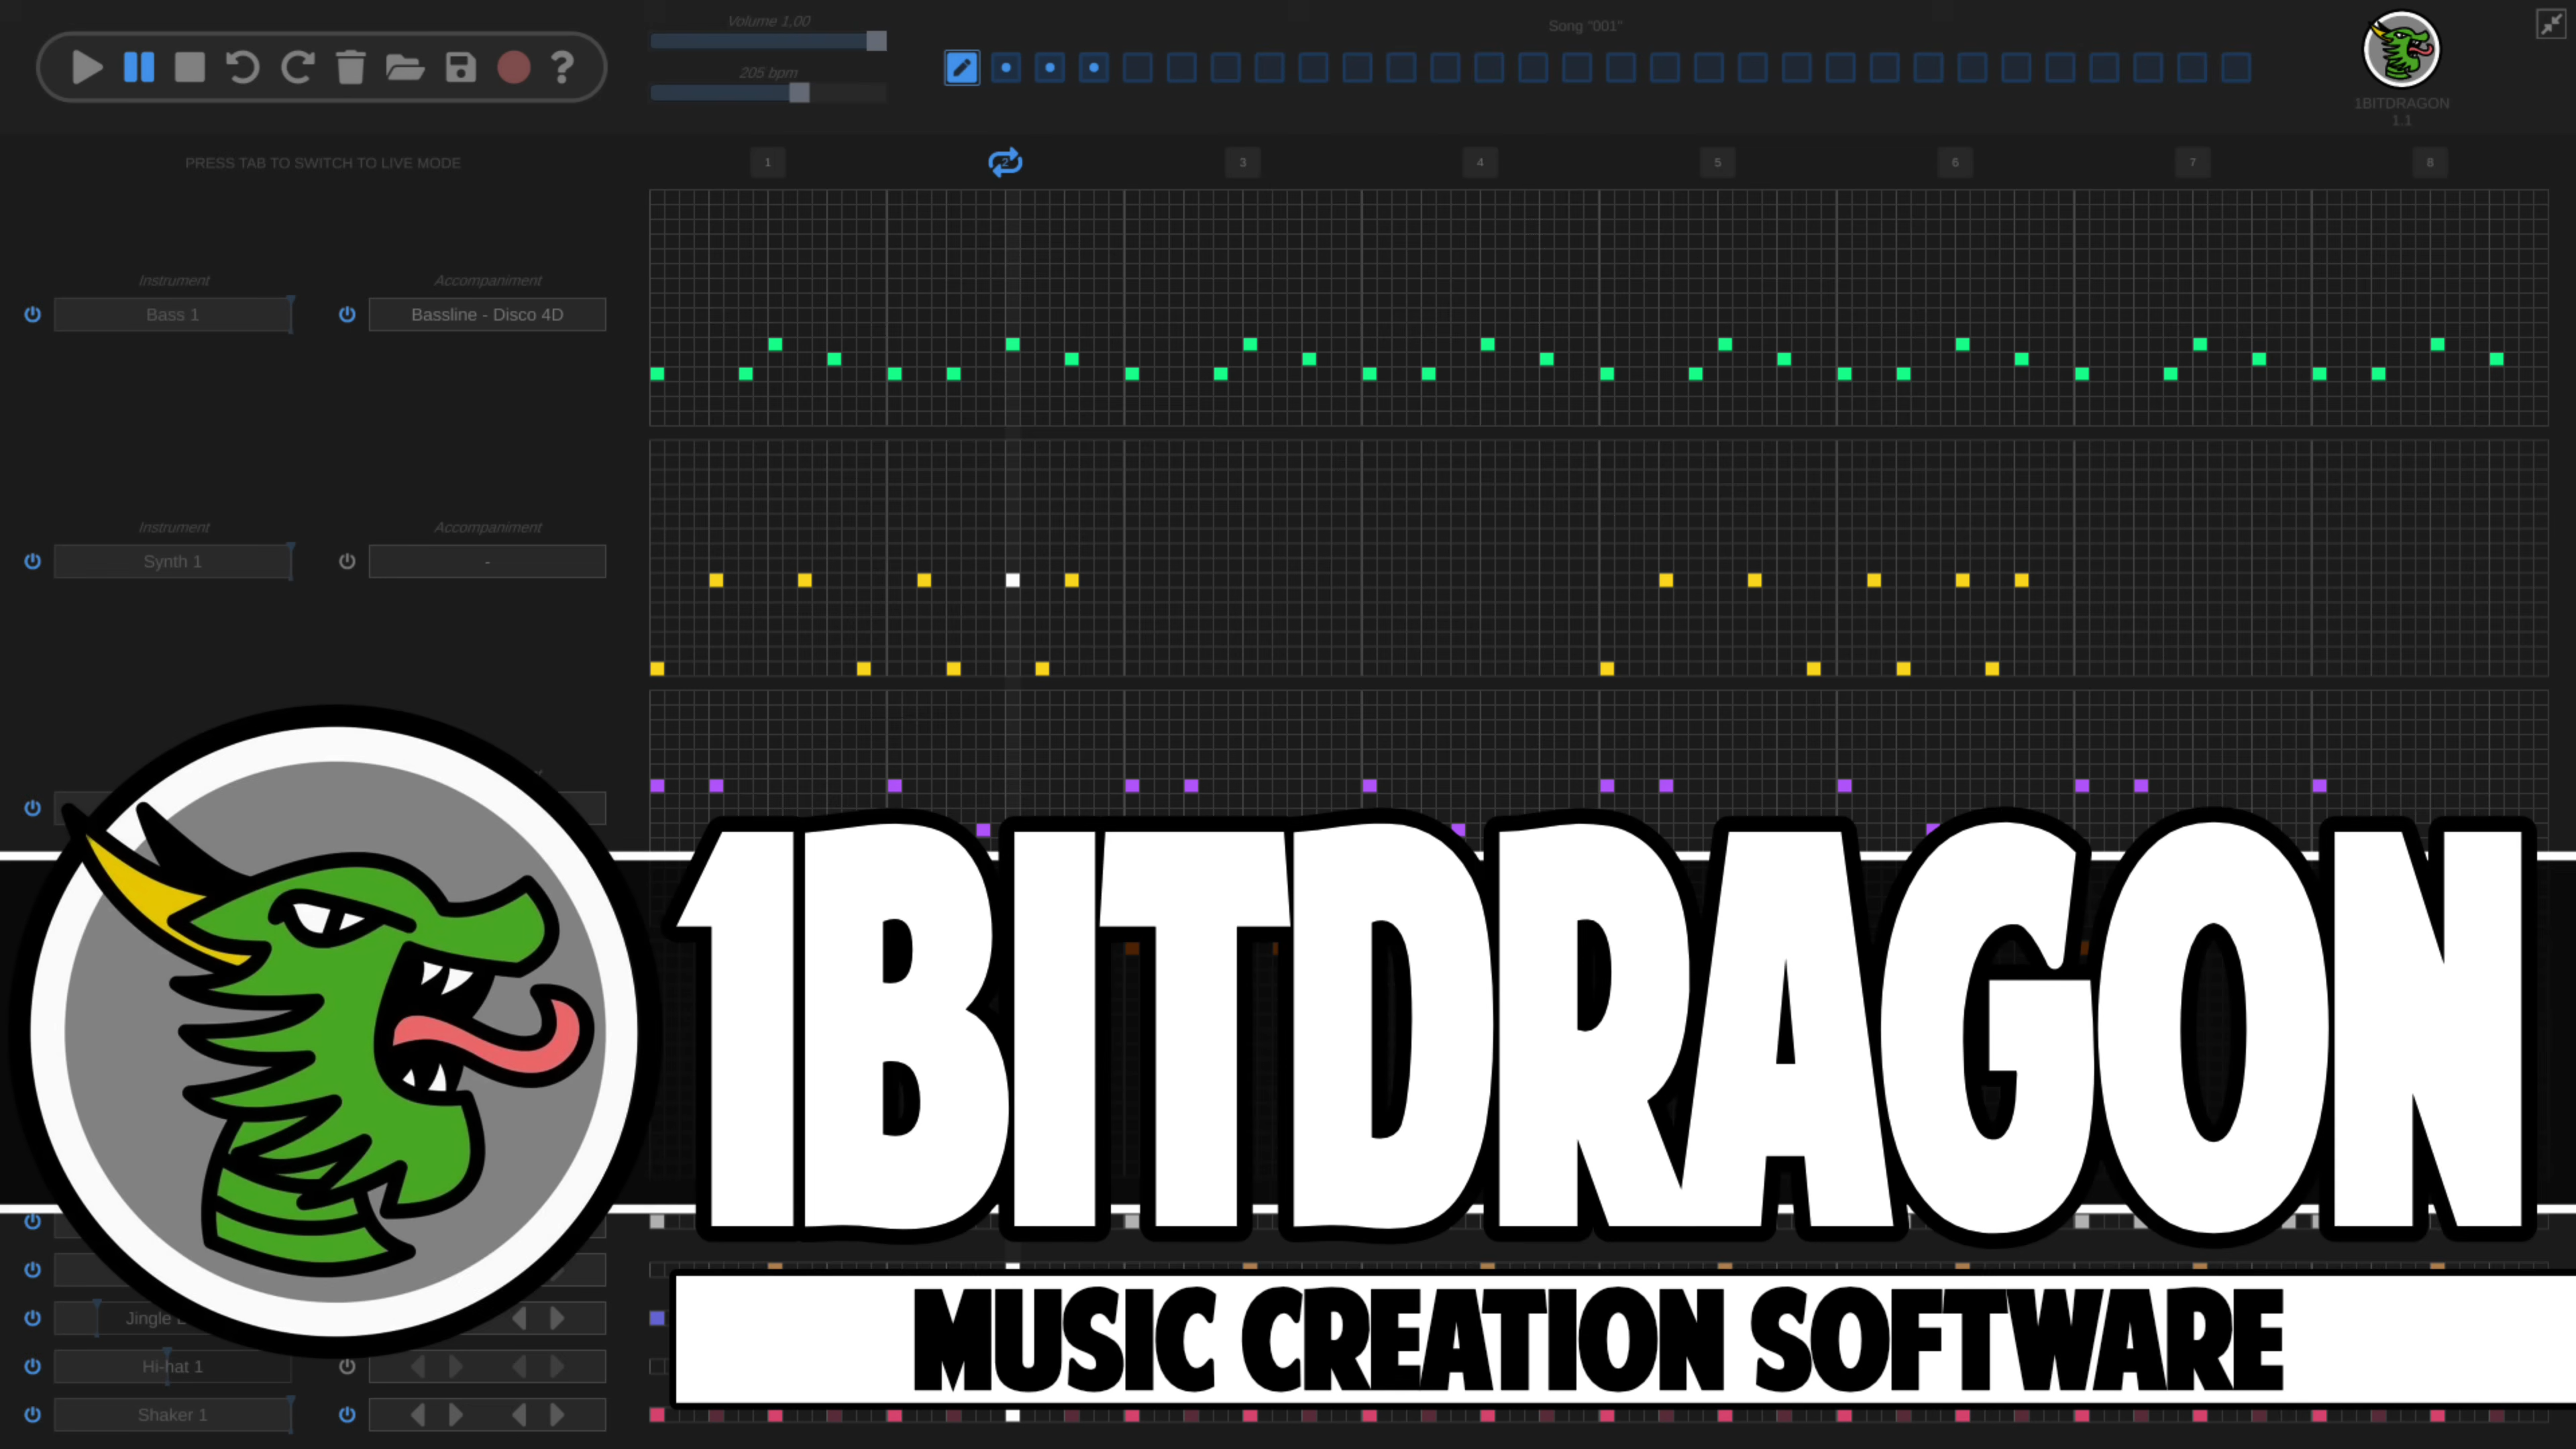 Volume 1,00
205 bpm
Song "001"
1BITDRAGON
1.1
PRESS TAB TO SWITCH TO LIVE MODE
1 2 3 4 5 6 7 8
Instrument
Accompaniment
Bass 1
Bassline - Disco 4D
Instrument
Accompaniment
Synth 1
-
1BITDRAGON
MUSIC CREATION SOFTWARE
Jingle
Hi-hat 1
Shaker 1